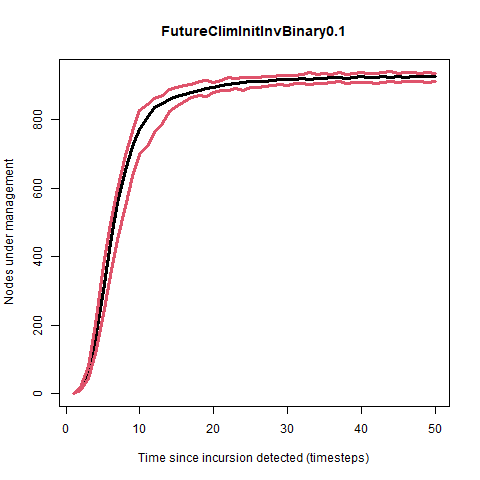 FutureClimInitInvBinary0.1
Nodes under management
800
600
400
200
0
0 10 20 30 40 50
Time since incursion detected (timesteps)